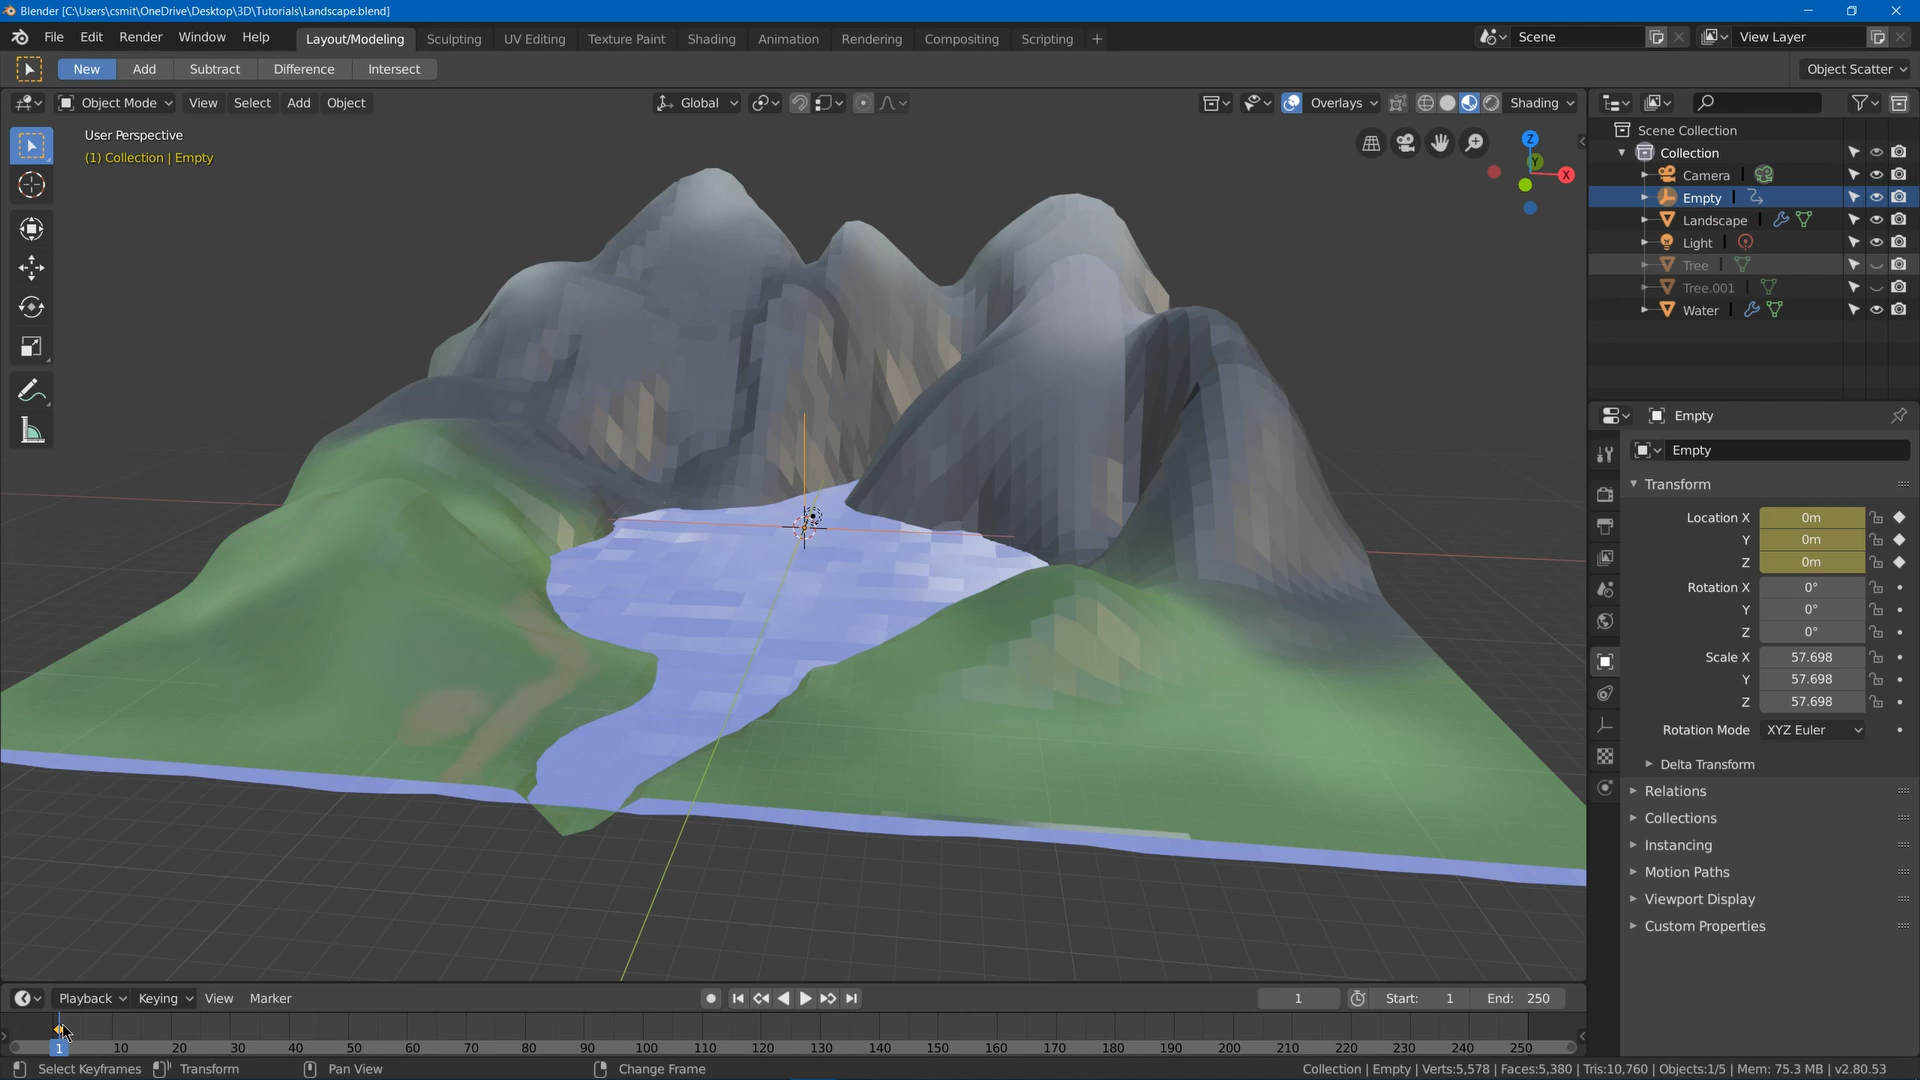 Blender [C:\Users\csmit\OneDrive\Desktop\3D\Tutorials\Landscape.blend]
File Edit Render Window Help Layout/Modeling Sculpting UV Editing Texture Paint Shading Animation Rendering Compositing Scripting + Scene View Layer
New Add Subtract Difference Intersect Object Scatter
Object Mode View Select Add Object Global Overlays Shading
User Perspective
(1) Collection | Empty
Z
Y
X
Scene Collection
Collection
Camera
Empty
Landscape
Light
Tree
Tree.001
Water
Empty
Empty
Transform
Location X 0m
Y 0m
Z 0m
Rotation X 0°
Y 0°
Z 0°
Scale X 57.698
Y 57.698
Z 57.698
Rotation Mode XYZ Euler
Delta Transform
Relations
Collections
Instancing
Motion Paths
Viewport Display
Custom Properties
Playback Keying View Marker 1 Start: 1 End: 250
1 10 20 30 40 50 60 70 80 90 100 110 120 130 140 150 160 170 180 190 200 210 220 230 240 250
Select Keyframes Transform Pan View Change Frame Collection | Empty | Verts:5,578 | Faces:5,380 | Tris:10,760 | Objects:1/5 | Mem: 75.3 MB | v2.80.53